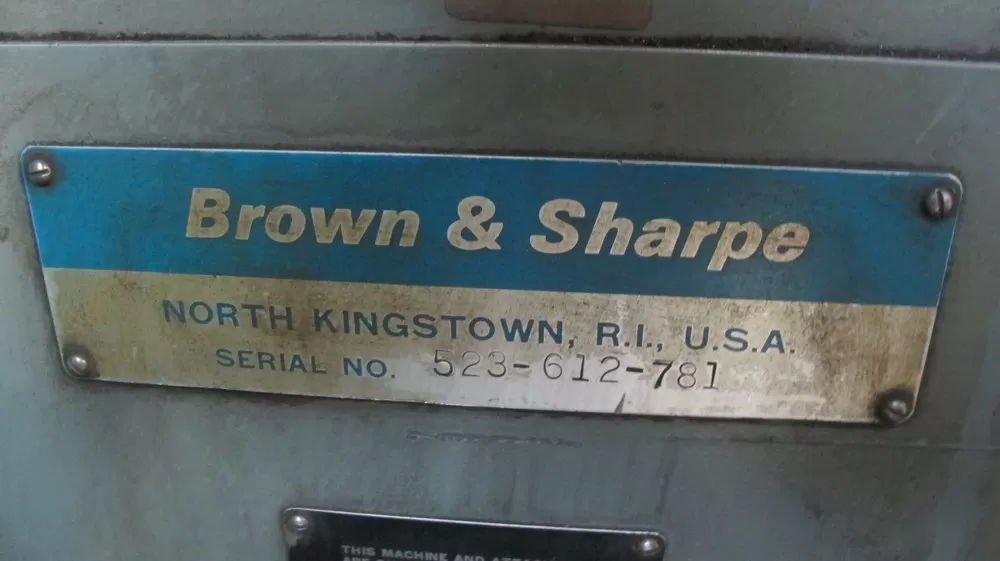 Brown & Sharpe
NORTH KINGSTOWN, R.I., U.S.A.
SERIAL NO. 523-612-781
THIS MACHINE AND